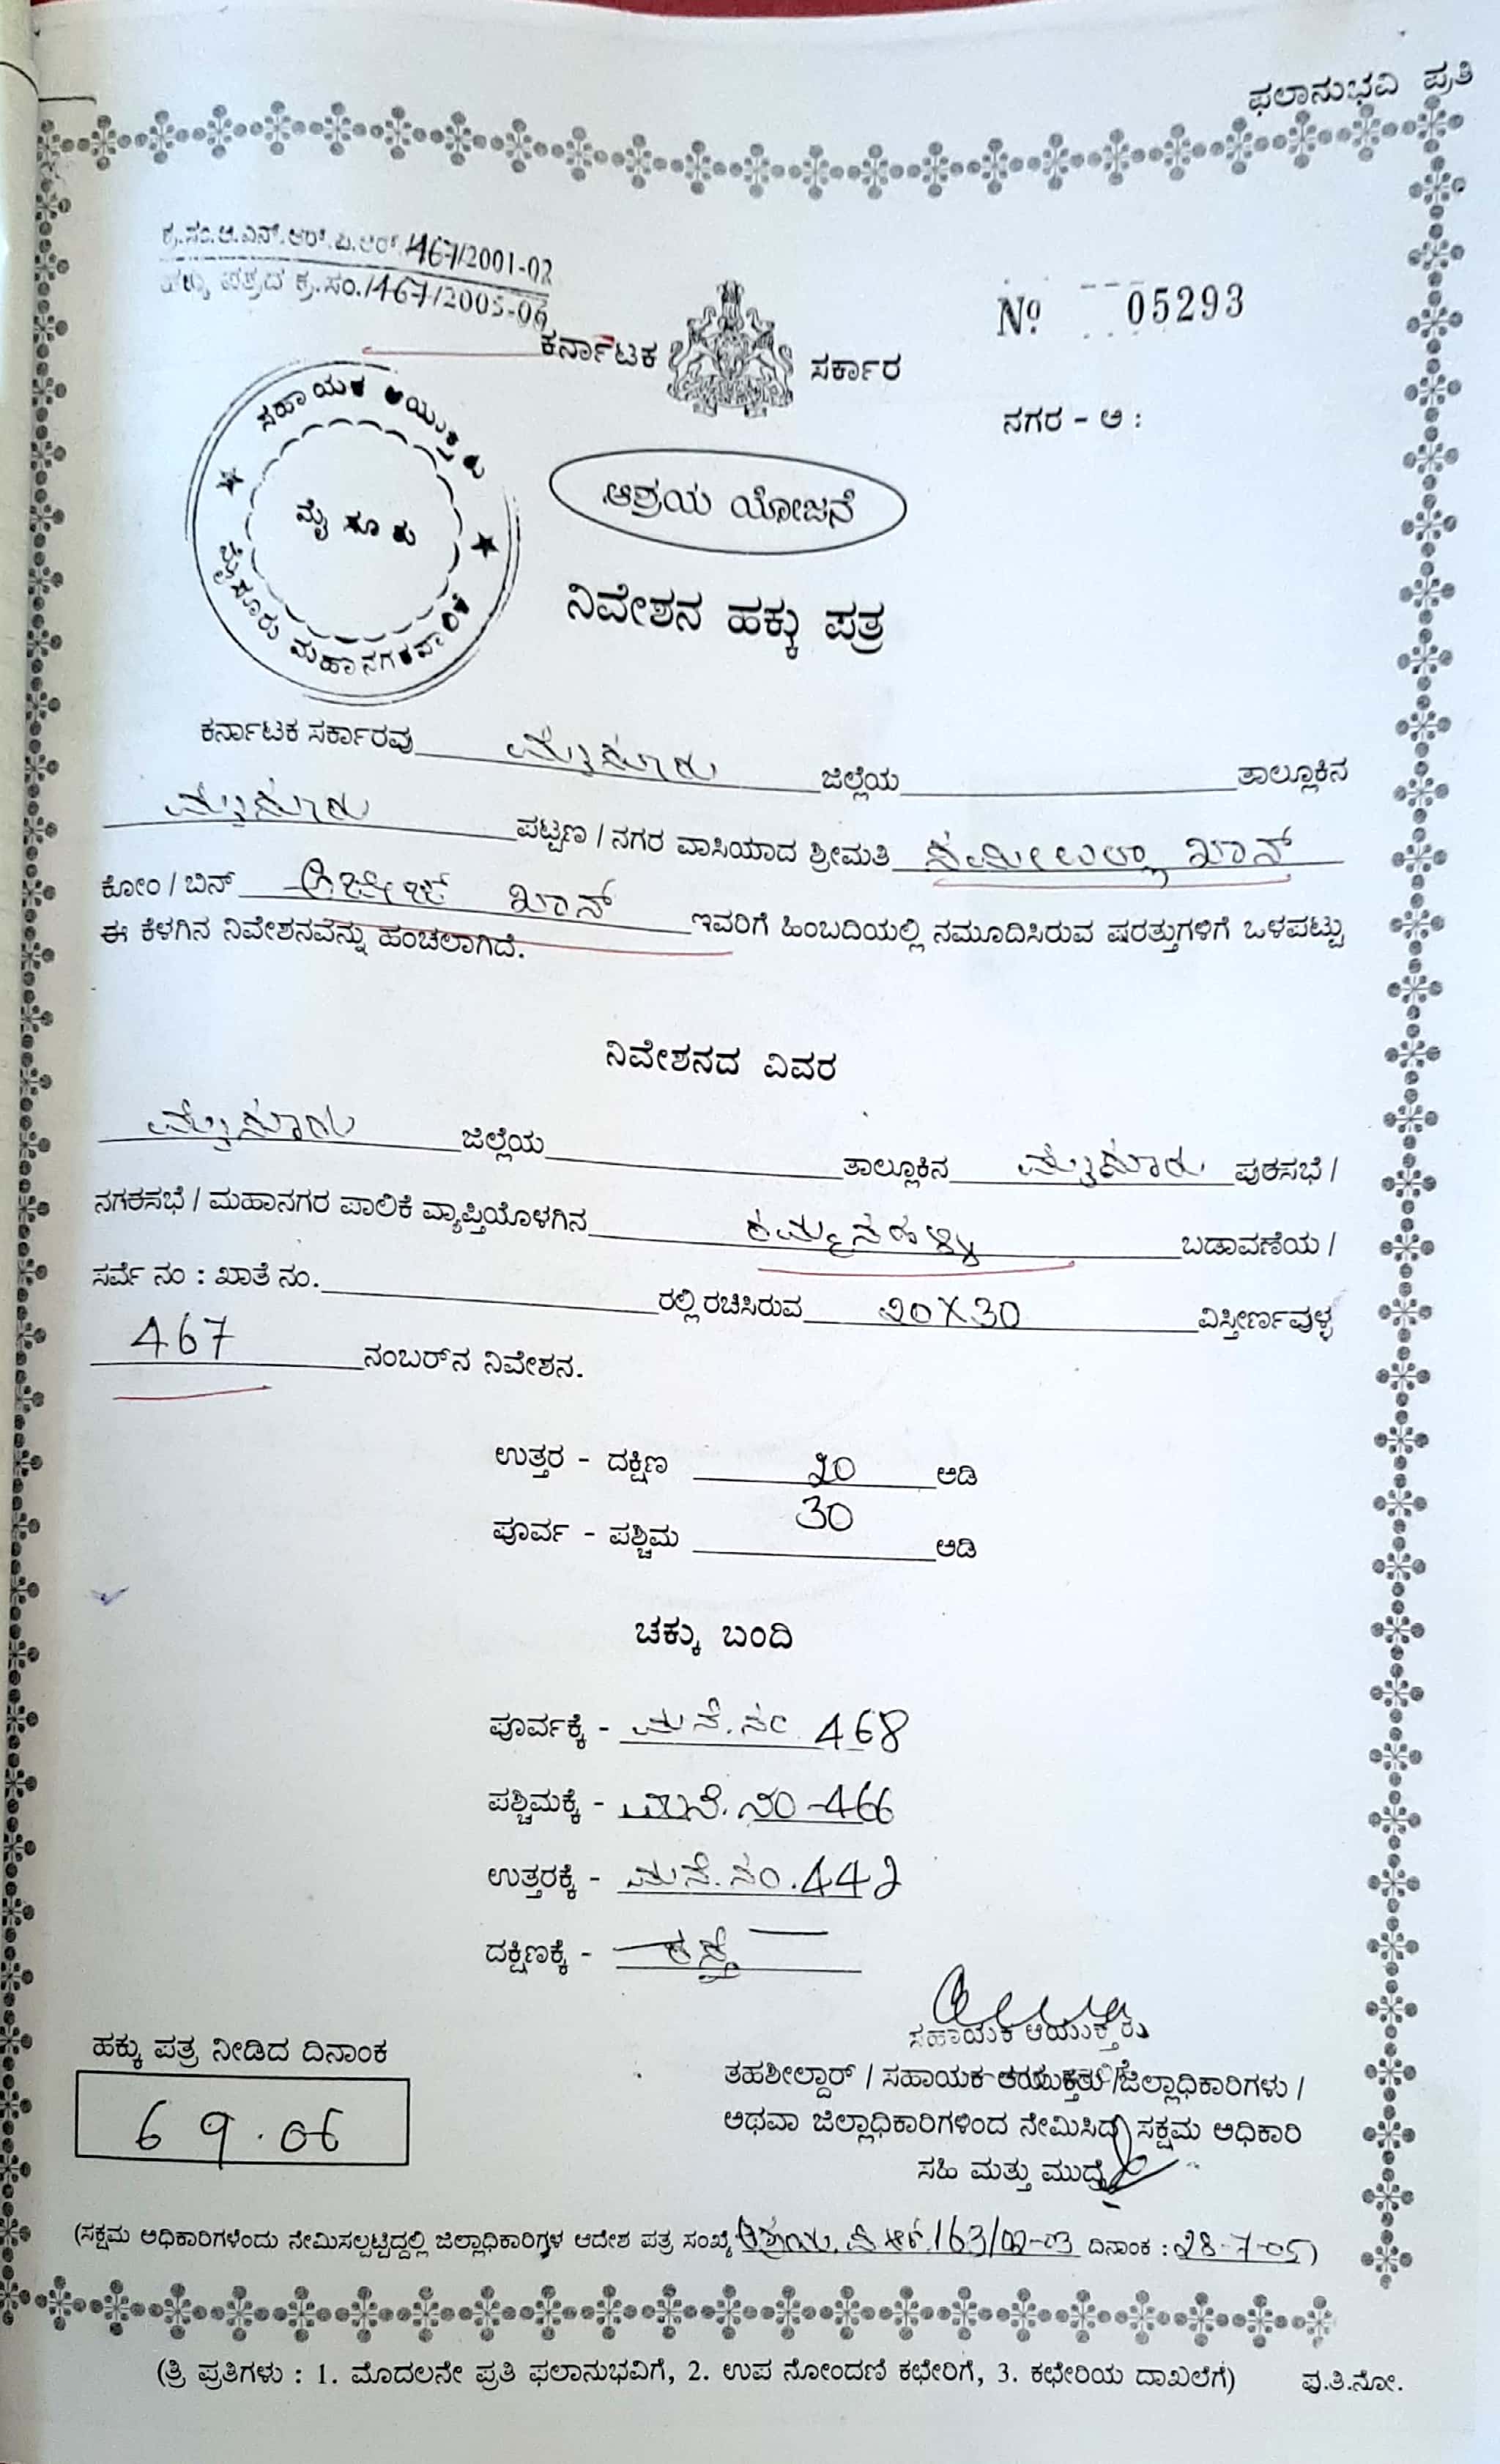 ಫಲಾನುಭವಿ ಪ್ರತಿ
ಕ್ರ.ಸಂ.ಆ.ಎನ್.ಆರ್.ಪಿ.ಆರ್ 467/2001-02
ಹಕ್ಕು ಪತ್ರದ ಕ್ರ.ಸಂ./467/2005-06
Nº 05293
ಕರ್ನಾಟಕ ಸರ್ಕಾರ
ನಗರ - ಅ :
ಸಹಾಯಕ ಆಯುಕ್ತರು
ಮೈಸೂರು
ಮೈಸೂರು ಮಹಾನಗರಪಾಲಿಕೆ
ಆಶ್ರಯ ಯೋಜನೆ
ನಿವೇಶನ ಹಕ್ಕು ಪತ್ರ
ಕರ್ನಾಟಕ ಸರ್ಕಾರವು ಮೈಸೂರು ಜಿಲ್ಲೆಯ ತಾಲ್ಲೂಕಿನ
ಮೈಸೂರು ಪಟ್ಟಣ / ನಗರ ವಾಸಿಯಾದ ಶ್ರೀಮತಿ ಖಾನ್
ಕೋಂ / ಬಿನ್ ಖಾನ್ ಇವರಿಗೆ ಹಿಂಬದಿಯಲ್ಲಿ ನಮೂದಿಸಿರುವ ಷರತ್ತುಗಳಿಗೆ ಒಳಪಟ್ಟು
ಈ ಕೆಳಗಿನ ನಿವೇಶನವನ್ನು ಹಂಚಲಾಗಿದೆ.
ನಿವೇಶನದ ವಿವರ
ಮೈಸೂರು ಜಿಲ್ಲೆಯ ತಾಲ್ಲೂಕಿನ ಮೈಸೂರು ಪುರಸಭೆ /
ನಗರಸಭೆ / ಮಹಾನಗರ ಪಾಲಿಕೆ ವ್ಯಾಪ್ತಿಯೊಳಗಿನ ಬಡಾವಣೆಯ /
ಸರ್ವೆ ನಂ : ಖಾತೆ ನಂ. ರಲ್ಲಿ ರಚಿಸಿರುವ 20X30 ವಿಸ್ತೀರ್ಣವುಳ್ಳ
467 ನಂಬರ್‌ನ ನಿವೇಶನ.
ಉತ್ತರ - ದಕ್ಷಿಣ 20 ಅಡಿ
ಪೂರ್ವ - ಪಶ್ಚಿಮ 30 ಅಡಿ
ಚಕ್ಕು ಬಂದಿ
ಪೂರ್ವಕ್ಕೆ - ಮನೆ.ನಂ 468
ಪಶ್ಚಿಮಕ್ಕೆ - ಮನೆ.ನಂ-466
ಉತ್ತರಕ್ಕೆ - ಮನೆ.ನಂ.442
ದಕ್ಷಿಣಕ್ಕೆ - ರಸ್ತೆ
ಸಹಾಯಕ ಆಯುಕ್ತರು
ಹಕ್ಕು ಪತ್ರ ನೀಡಿದ ದಿನಾಂಕ
6 9.06
ತಹಶೀಲ್ದಾರ್ / ಸಹಾಯಕ ಆಯುಕ್ತರು / ಜಿಲ್ಲಾಧಿಕಾರಿಗಳು /
ಅಥವಾ ಜಿಲ್ಲಾಧಿಕಾರಿಗಳಿಂದ ನೇಮಿಸಿದ ಸಕ್ಷಮ ಅಧಿಕಾರಿ
ಸಹಿ ಮತ್ತು ಮುದ್ರೆ
(ಸಕ್ಷಮ ಅಧಿಕಾರಿಗಳೆಂದು ನೇಮಿಸಲ್ಪಟ್ಟಿದ್ದಲ್ಲಿ ಜಿಲ್ಲಾಧಿಕಾರಿಗಳ ಆದೇಶ ಪತ್ರ ಸಂಖ್ಯೆ 163/02-03 ದಿನಾಂಕ : 28-7-05)
(ತ್ರಿ ಪ್ರತಿಗಳು : 1. ಮೊದಲನೇ ಪ್ರತಿ ಫಲಾನುಭವಿಗೆ, 2. ಉಪ ನೋಂದಣಿ ಕಛೇರಿಗೆ, 3. ಕಛೇರಿಯ ದಾಖಲೆಗೆ) ಪು.ತಿ.ನೋ.